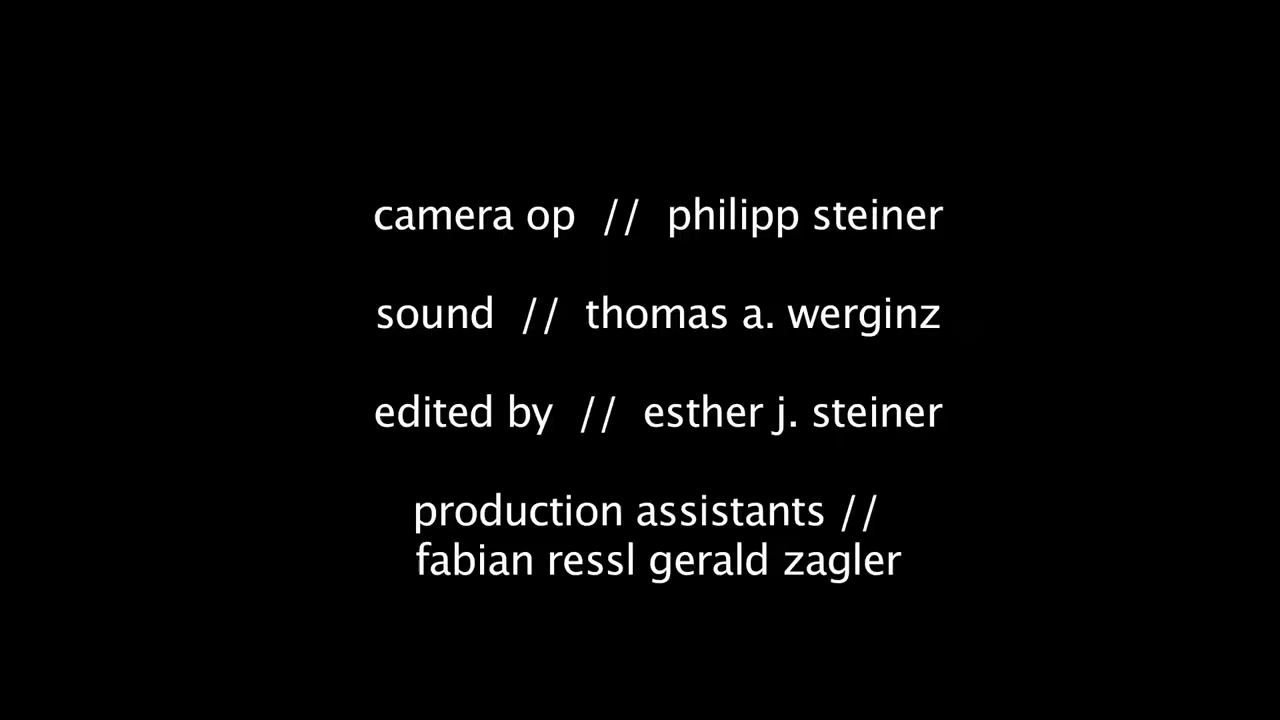 camera op // philipp steiner
sound // thomas a. werginz
edited by // esther j. steiner
production assistants //
fabian ressl gerald zagler